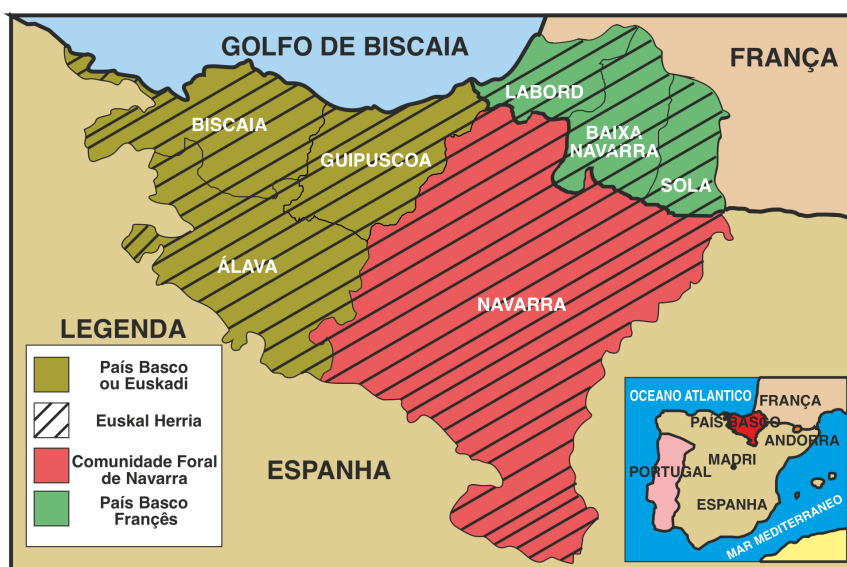 GOLFO DE BISCAIA
FRANÇA
LABORD
BISCAIA
BAIXA
NAVARRA
GUIPUSCOA
SOLA
ÁLAVA
NAVARRA
LEGENDA
País Basco
ou Euskadi
Euskal Herria
Comunidade Foral
de Navarra
País Basco
Françês
ESPANHA
OCEANO ATLANTICO
FRANÇA
PAÍS BASCO
ANDORRA
MADRI
PORTUGAL
ESPANHA
MAR MEDITERRANEO